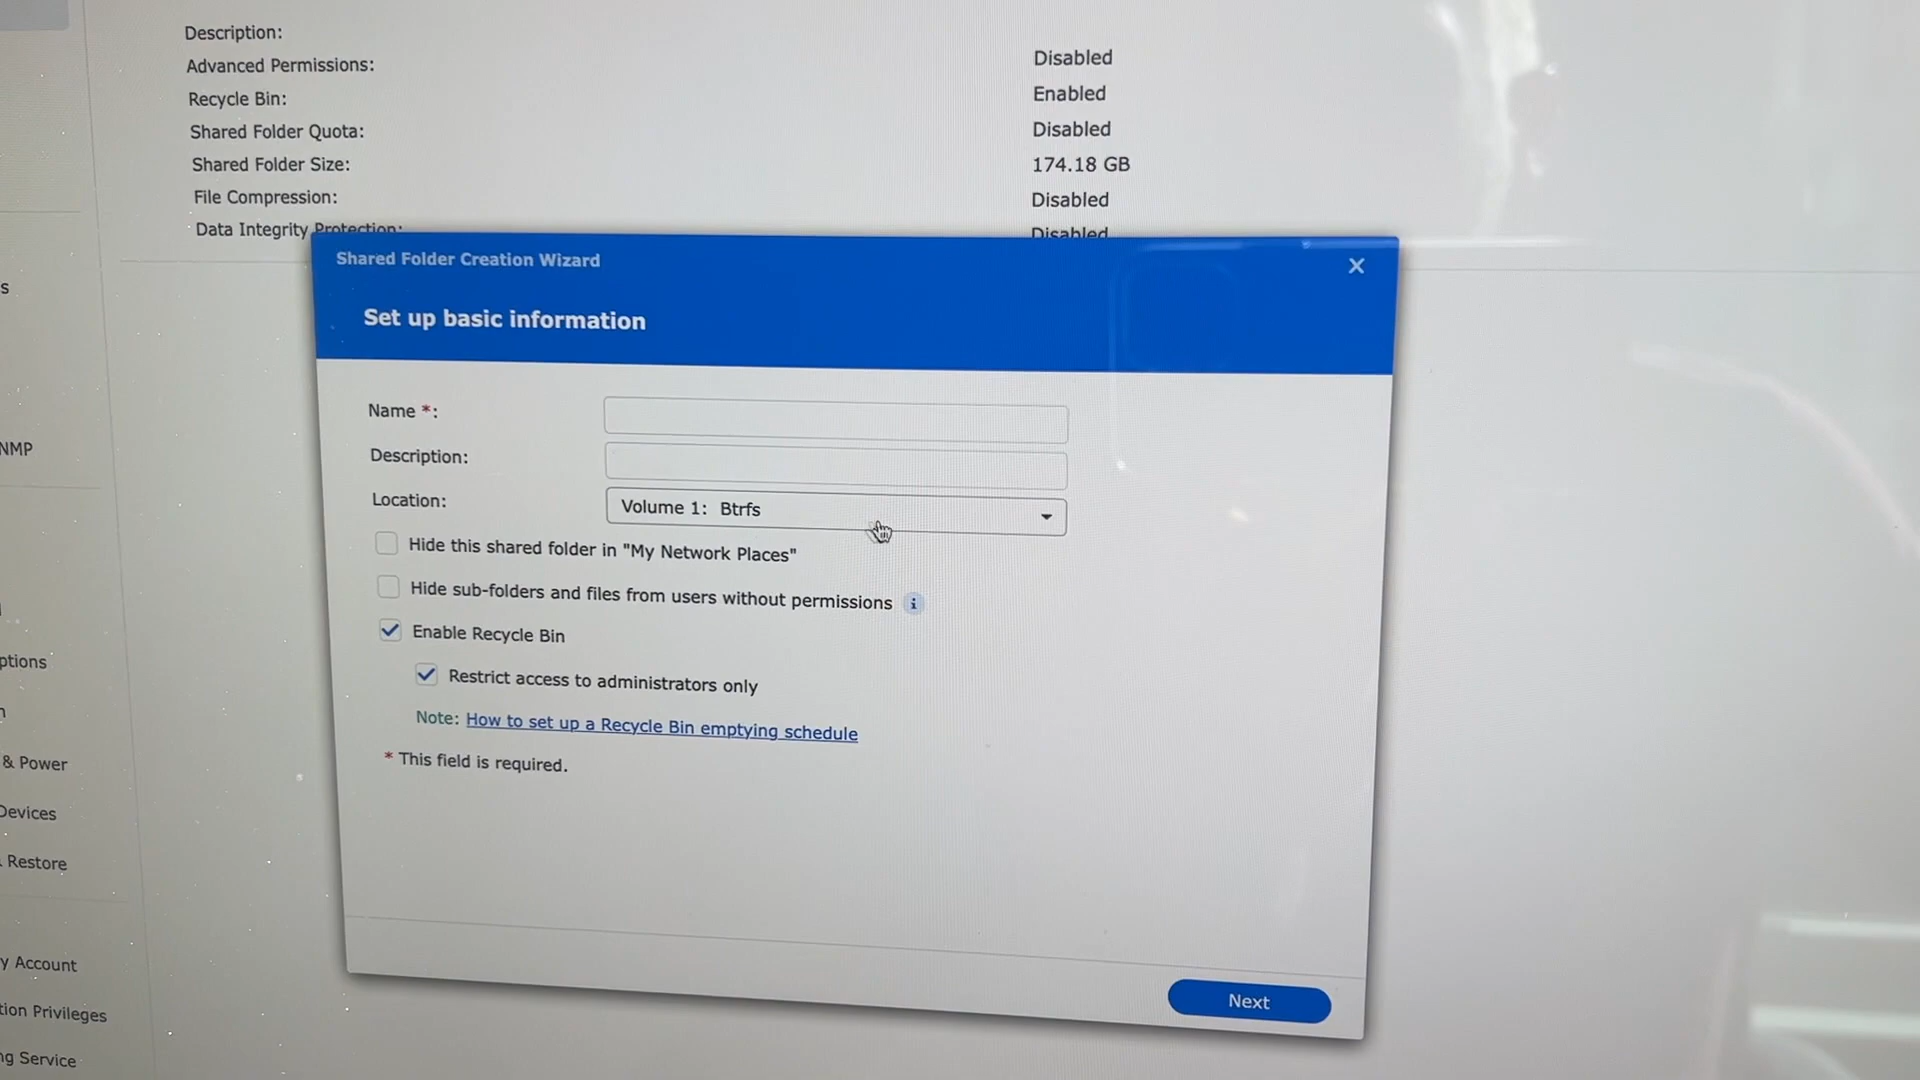 Description:
Advanced Permissions: Disabled
Recycle Bin: Enabled
Shared Folder Quota: Disabled
Shared Folder Size: 174.18 GB
File Compression: Disabled
Data Integrity Protection: Disabled
Shared Folder Creation Wizard
Set up basic information
Name *:
Description:
Location: Volume 1: Btrfs
Hide this shared folder in "My Network Places"
Hide sub-folders and files from users without permissions i
Enable Recycle Bin
Restrict access to administrators only
Note: How to set up a Recycle Bin emptying schedule
* This field is required.
Next
s
NMP
ptions
& Power
Devices
Restore
y Account
tion Privileges
ng Service